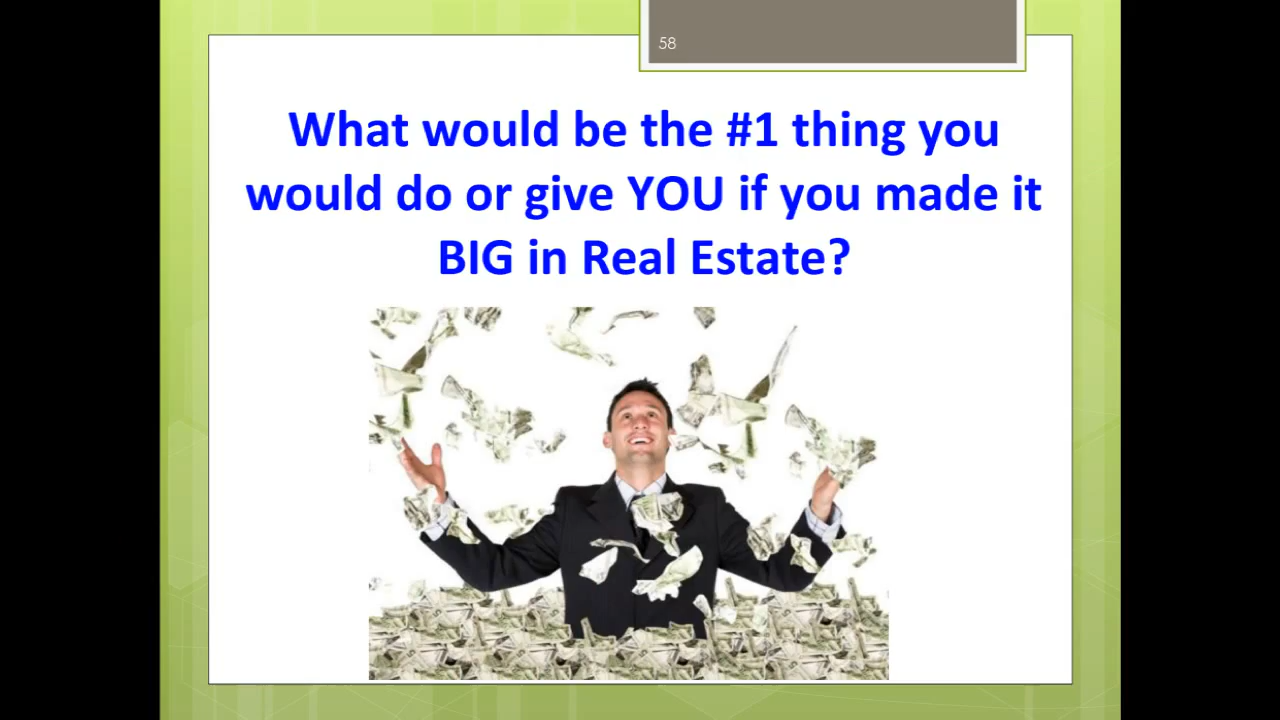 58
What would be the #1 thing you
would do or give YOU if you made it
BIG in Real Estate?